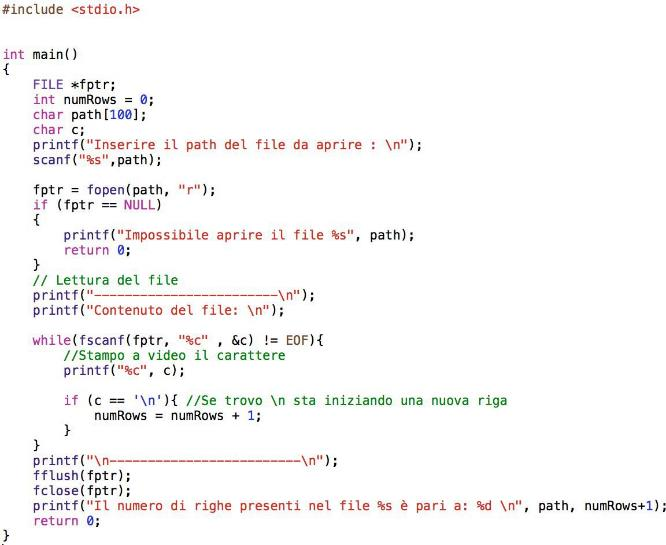 #include <stdio.h>
int main()
{
    FILE *fptr;
    int numRows = 0;
    char path[100];
    char c;
    printf("Inserire il path del file da aprire : \n");
    scanf("%s",path);
    fptr = fopen(path, "r");
    if (fptr == NULL)
    {
        printf("Impossibile aprire il file %s", path);
        return 0;
    }
    // Lettura del file
    printf("------------------------\n");
    printf("Contenuto del file: \n");
    while(fscanf(fptr, "%c" , &c) != EOF){
        //Stampo a video il carattere
        printf("%c", c);
        if (c == '\n'){ //Se trovo \n sta iniziando una nuova riga
            numRows = numRows + 1;
        }
    }
    printf("\n-------------------------\n");
    fflush(fptr);
    fclose(fptr);
    printf("Il numero di righe presenti nel file %s è pari a: %d \n", path, numRows+1);
    return 0;
}